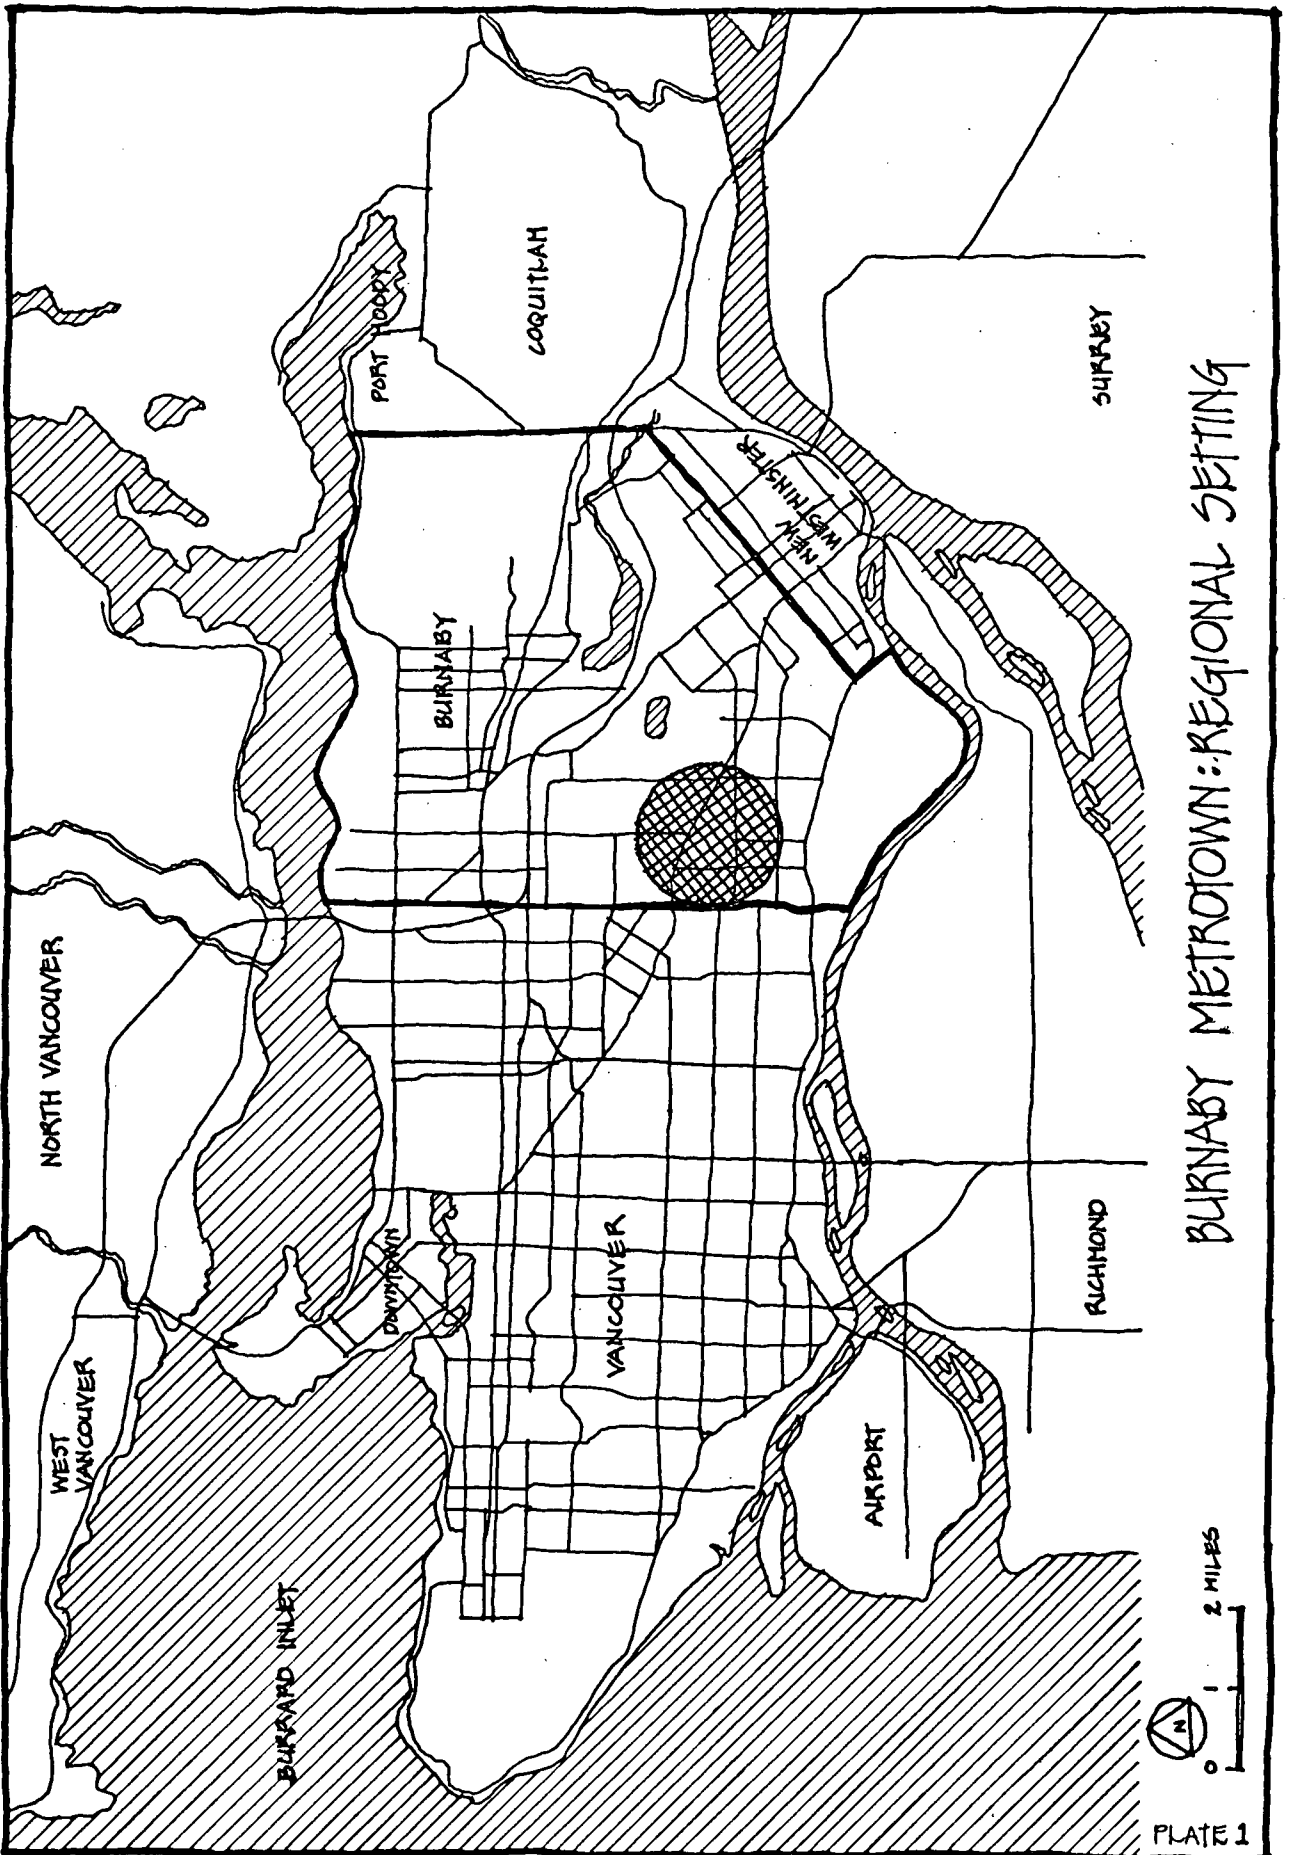 WEST
VANCOUVER
NORTH VANCOUVER
BURRARD INLET
PORT MOODY
DOWNTOWN
BURNABY
COQUITLAM
VANCOUVER
NEW
WESTMINSTER
AIRPORT
RICHMOND
SURREY
N
0 1 2 MILES
BURNABY METROTOWN: REGIONAL SETTING
PLATE 1